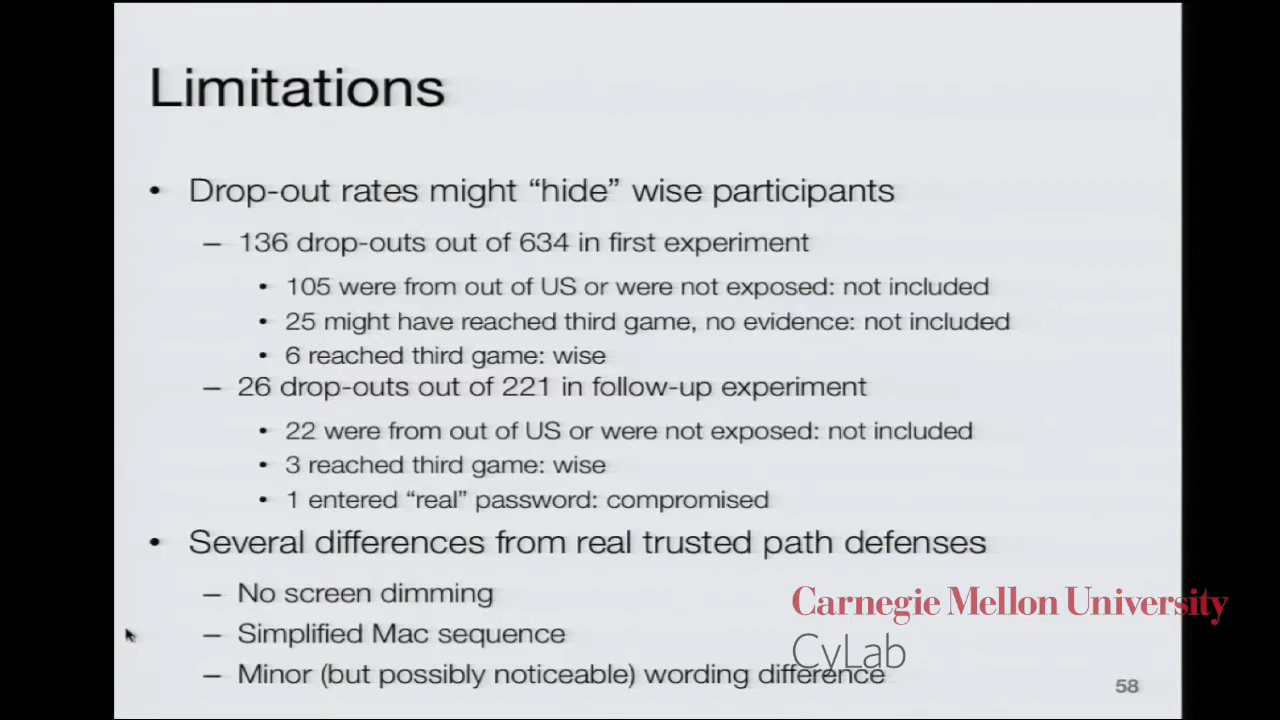 Limitations
• Drop-out rates might “hide” wise participants
– 136 drop-outs out of 634 in first experiment
• 105 were from out of US or were not exposed: not included
• 25 might have reached third game, no evidence: not included
• 6 reached third game: wise
– 26 drop-outs out of 221 in follow-up experiment
• 22 were from out of US or were not exposed: not included
• 3 reached third game: wise
• 1 entered “real” password: compromised
• Several differences from real trusted path defenses
– No screen dimming
– Simplified Mac sequence
– Minor (but possibly noticeable) wording difference
Carnegie Mellon University
CyLab
58